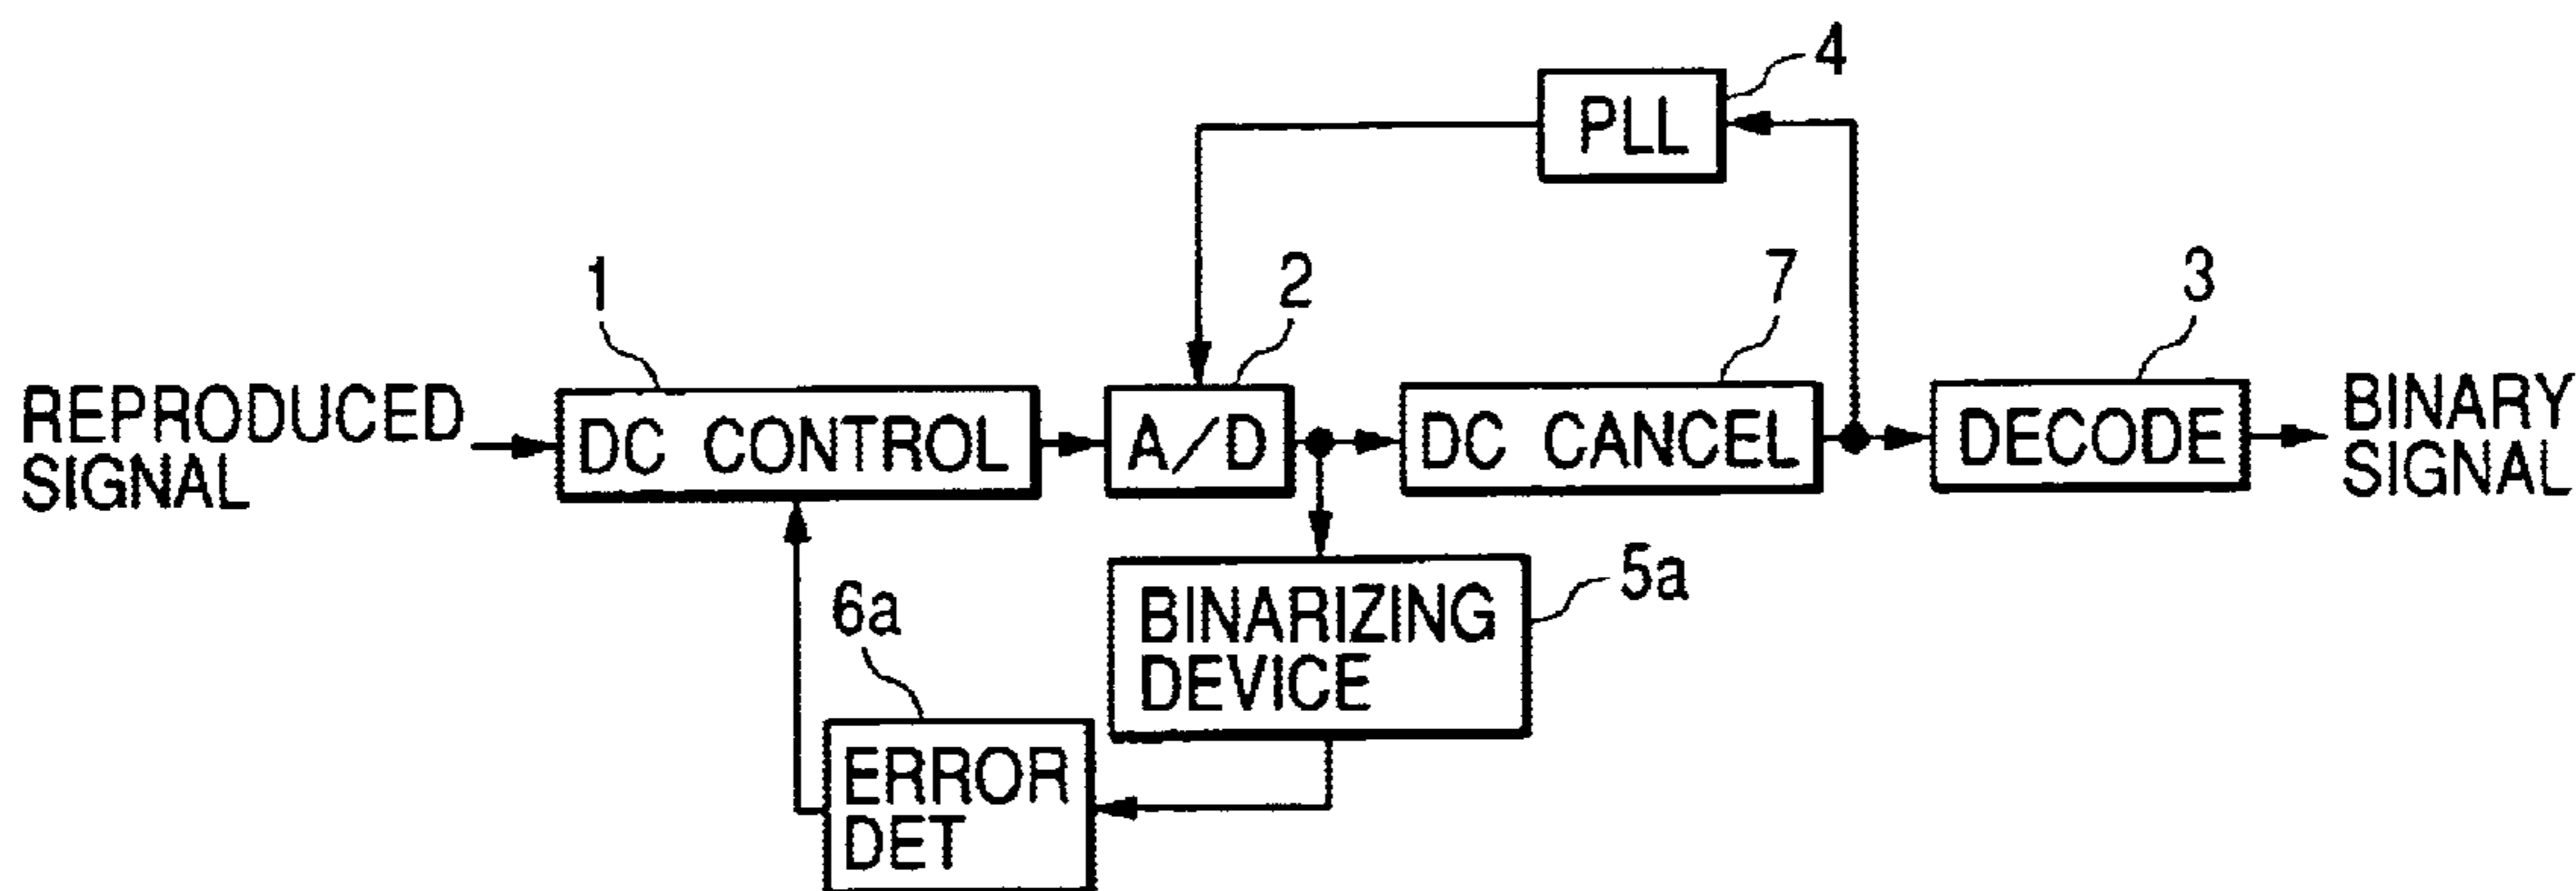 4
PLL
1
2
7
3
REPRODUCED
SIGNAL
DC CONTROL
A/D
DC CANCEL
DECODE
BINARY
SIGNAL
6a
BINARIZING
DEVICE
5a
ERROR
DET